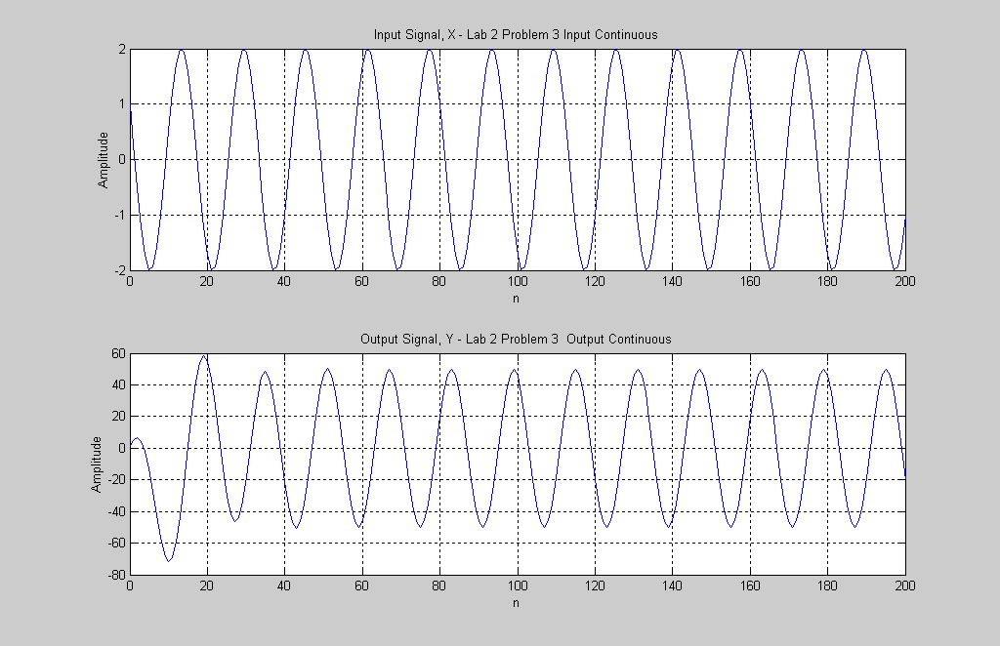 Input Signal, X - Lab 2 Problem 3 Input Continuous
2
1
0
-1
-2
Amplitude
0 20 40 60 80 100 120 140 160 180 200
n
Output Signal, Y - Lab 2 Problem 3  Output Continuous
60
40
20
0
-20
-40
-60
-80
Amplitude
0 20 40 60 80 100 120 140 160 180 200
n